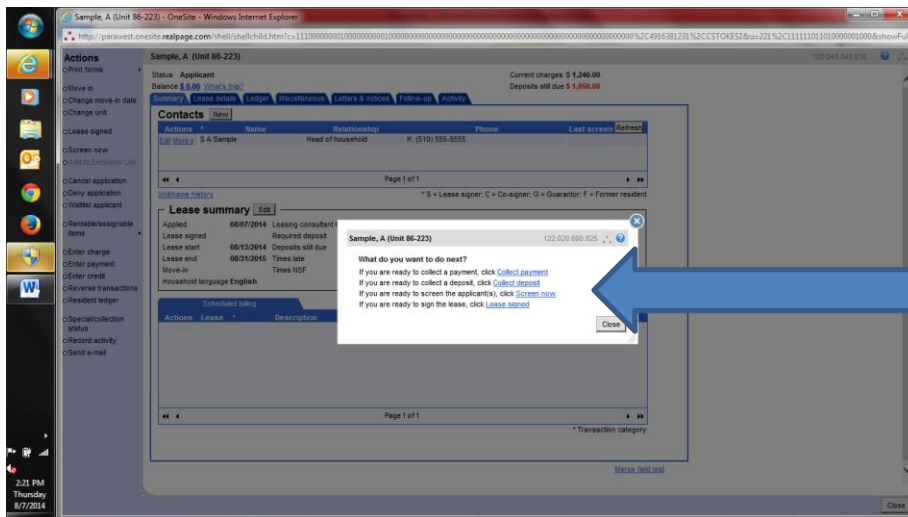 Sample, A (Unit 86-223) - OneSite - Windows Internet Explorer
Actions
Print forms
Move in
Change move-in date
Change unit
Lease signed
Screen now
Add to Exclusion List
Cancel application
Deny application
Waitlist applicant
Rentable/assignable items
Enter charge
Enter payment
Enter credit
Reverse transactions
Resident ledger
Special/collection status
Record activity
Send e-mail
Sample, A (Unit 86-223)
Status Applicant
Current charges $ 1,240.00
Balance $ 0.00 What's this?
Deposits still due $ 1,050.00
Summary Lease details Ledger Miscellaneous Letters & notices Follow-up Activity
Contacts New
Actions * Name Relationship Phone Last screen Refresh
Edit More > S A Sample Head of household H: (510) 555-5555
Page 1 of 1
Unit/name history
* S = Lease signer; C = Co-signer; G = Guarantor; F = Former resident
Lease summary Edit
Applied 08/07/2014 Leasing consultant
Lease signed Required deposit
Lease start 08/13/2014 Deposits still due
Lease end 08/31/2015 Times late
Move-in Times NSF
Household language English
Sample, A (Unit 86-223) 122.020.600.025
What do you want to do next?
If you are ready to collect a payment, click Collect payment
If you are ready to collect a deposit, click Collect deposit
If you are ready to screen the applicant(s), click Screen now
If you are ready to sign the lease, click Lease signed
Close
Scheduled billing
Actions Lease * Description
Page 1 of 1
* Transaction category
Merge field test
Close
2:21 PM
Thursday
8/7/2014